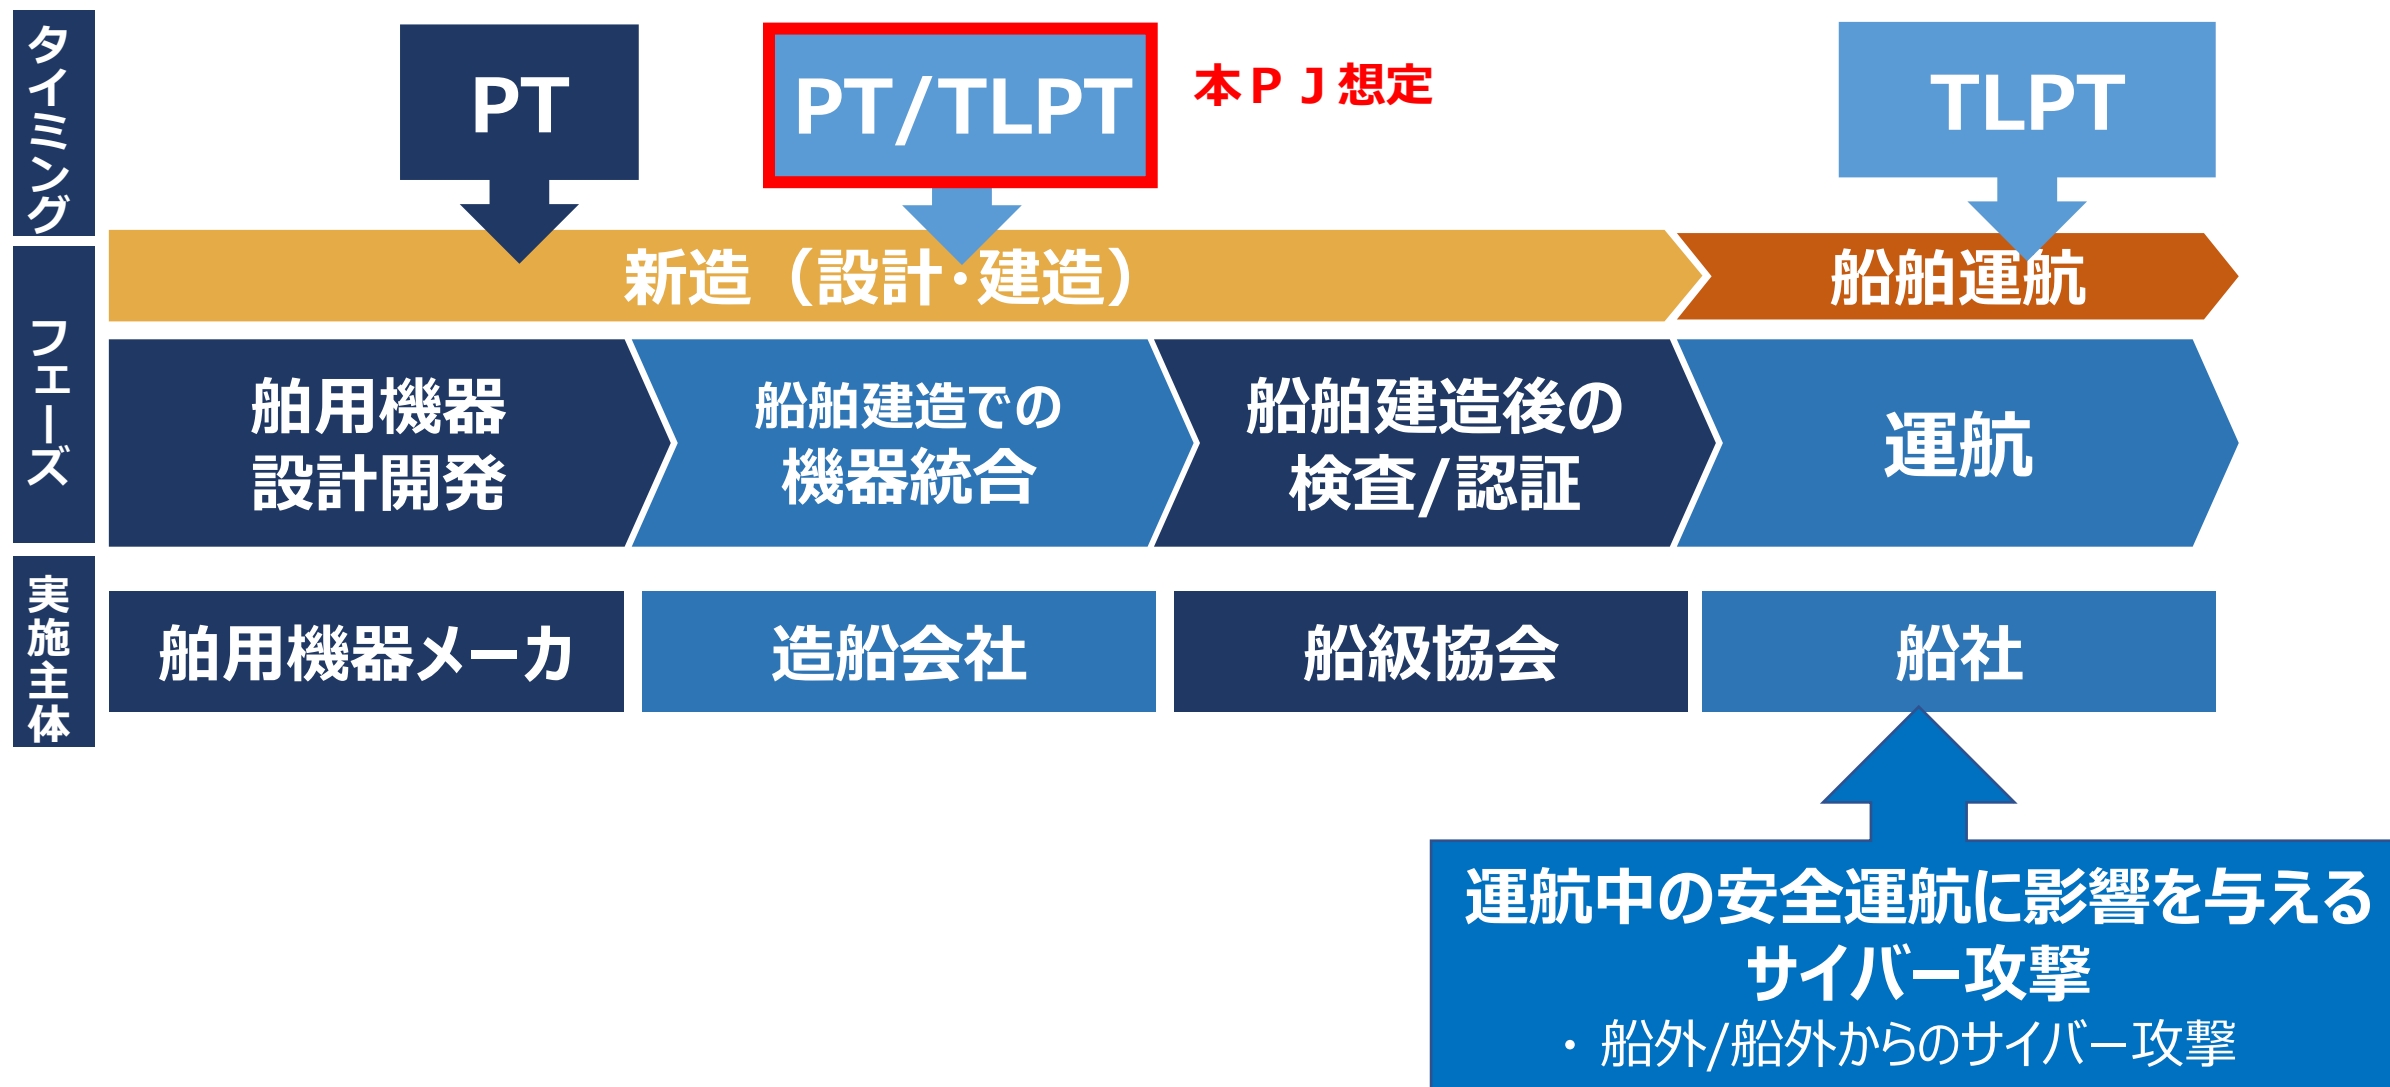 タイミング
PT
PT/TLPT
本ＰＪ想定
TLPT
フェーズ
新造（設計・建造）
船舶運航
舶用機器
設計開発
船舶建造での
機器統合
船舶建造後の
検査/認証
運航
実施主体
舶用機器メーカ
造船会社
船級協会
船社
運航中の安全運航に影響を与える
サイバー攻撃
・船外/船外からのサイバー攻撃